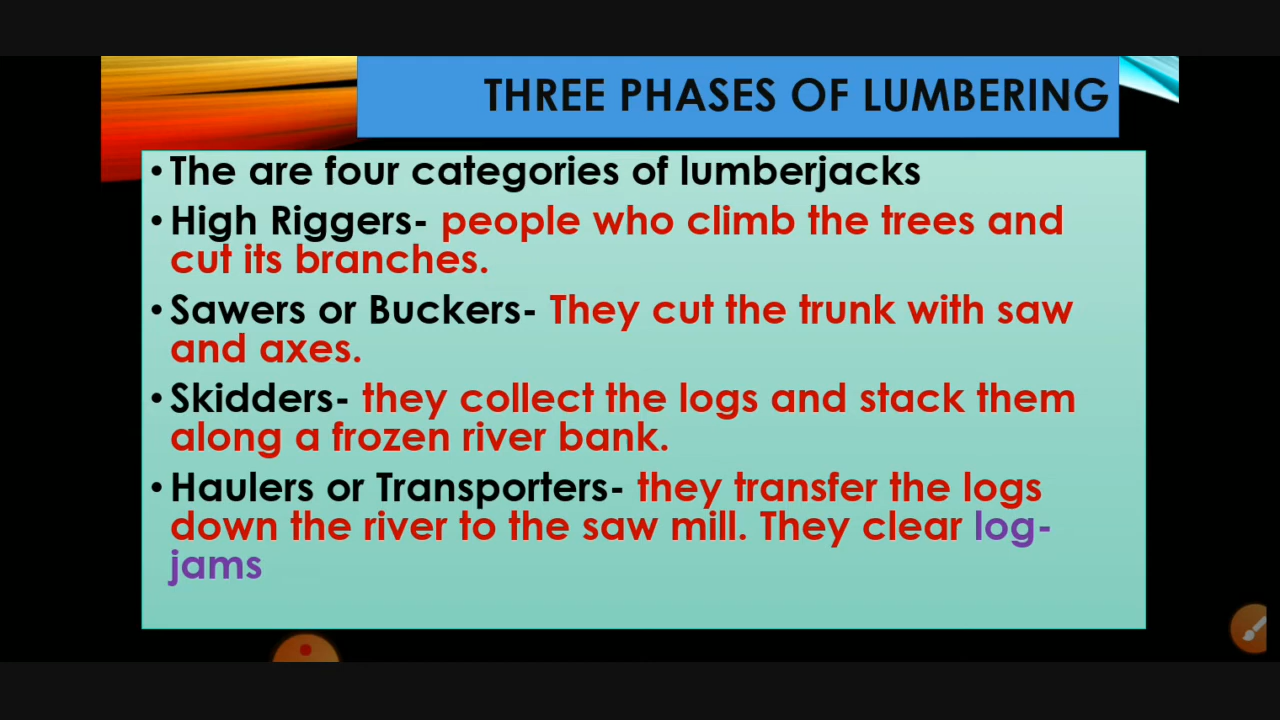 THREE PHASES OF LUMBERING
• The are four categories of lumberjacks
• High Riggers- people who climb the trees and
cut its branches.
• Sawers or Buckers- They cut the trunk with saw
and axes.
• Skidders- they collect the logs and stack them
along a frozen river bank.
• Haulers or Transporters- they transfer the logs
down the river to the saw mill. They clear log-
jams